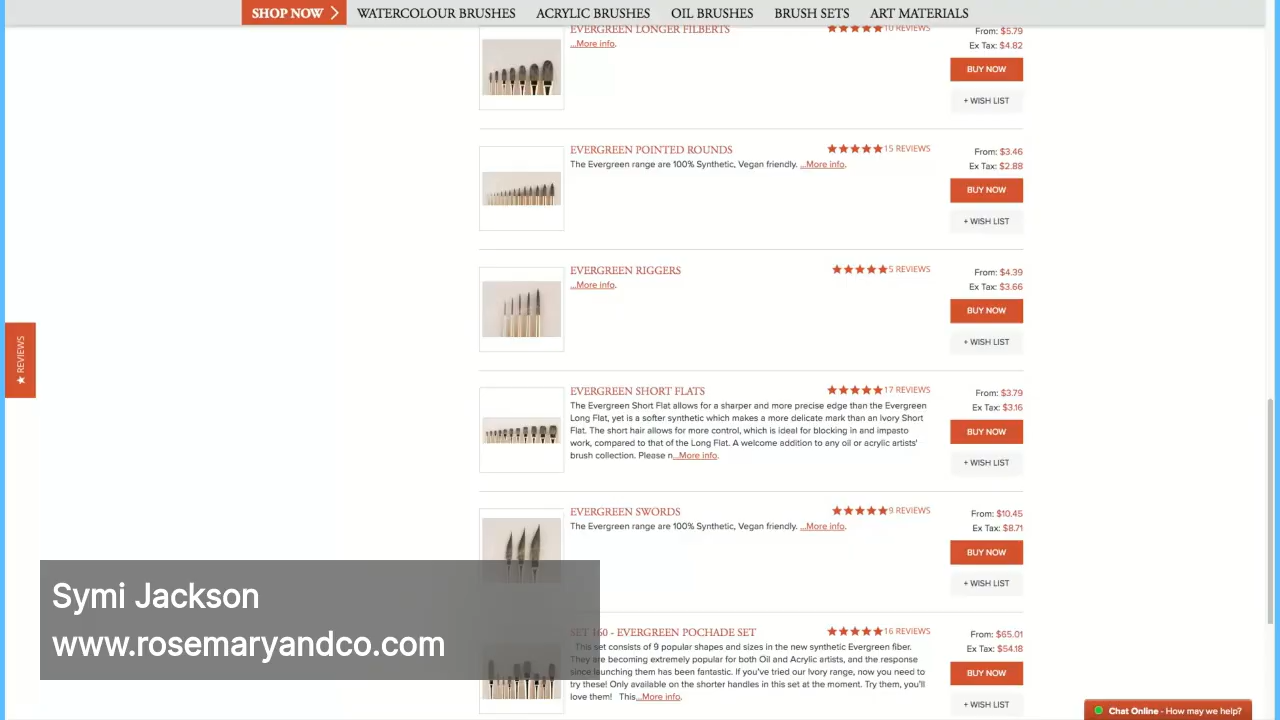 SHOP NOW WATERCOLOUR BRUSHES ACRYLIC BRUSHES OIL BRUSHES BRUSH SETS ART MATERIALS
EVERGREEN LONGER FILBERTS
10 REVIEWS
...More info.
From: $5.79
Ex Tax: $4.82
BUY NOW
+ WISH LIST
EVERGREEN POINTED ROUNDS
15 REVIEWS
The Evergreen range are 100% Synthetic, Vegan friendly. ...More info.
From: $3.46
Ex Tax: $2.88
BUY NOW
+ WISH LIST
EVERGREEN RIGGERS
5 REVIEWS
...More info.
From: $4.39
Ex Tax: $3.66
BUY NOW
+ WISH LIST
★ REVIEWS
EVERGREEN SHORT FLATS
17 REVIEWS
The Evergreen Short Flat allows for a sharper and more precise edge than the Evergreen
Long Flat, yet is a softer synthetic which makes a more delicate mark than an Ivory Short
Flat. The short hair allows for more control, which is ideal for blocking in and impasto
work, compared to that of the Long Flat. A welcome addition to any oil or acrylic artists'
brush collection. Please n...More info.
From: $3.79
Ex Tax: $3.16
BUY NOW
+ WISH LIST
EVERGREEN SWORDS
9 REVIEWS
The Evergreen range are 100% Synthetic, Vegan friendly. ...More info.
From: $10.45
Ex Tax: $8.71
BUY NOW
+ WISH LIST
SET 160 - EVERGREEN POCHADE SET
16 REVIEWS
This set consists of 9 popular shapes and sizes in the new synthetic Evergreen fiber.
They are becoming extremely popular for both Oil and Acrylic artists, and the response
since launching them has been fantastic. If you've tried our Ivory range, now you need to
try these! Only available on the shorter handles in this set at the moment. Try them, you'll
love them! This...More info.
From: $65.01
Ex Tax: $54.18
BUY NOW
+ WISH LIST
Symi Jackson
www.rosemaryandco.com
Chat Online - How may we help?